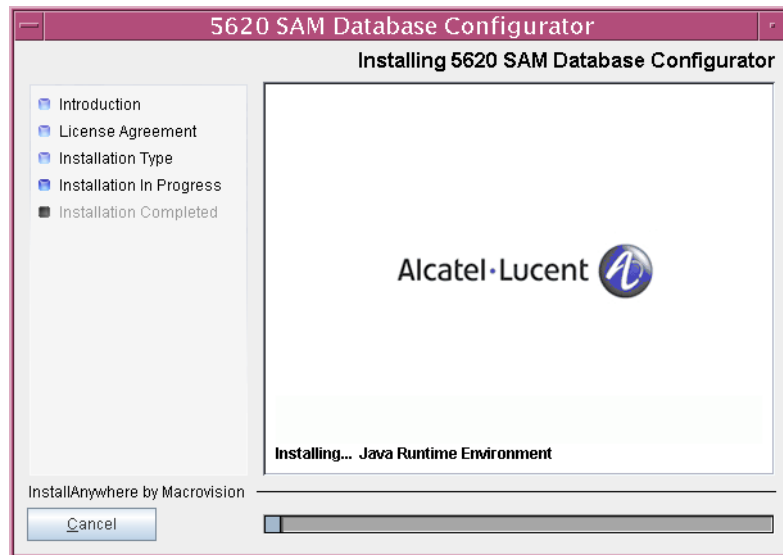 5620 SAM Database Configurator
Installing 5620 SAM Database Configurator
Introduction
License Agreement
Installation Type
Installation In Progress
Installation Completed
Alcatel·Lucent
Installing... Java Runtime Environment
InstallAnywhere by Macrovision
Cancel